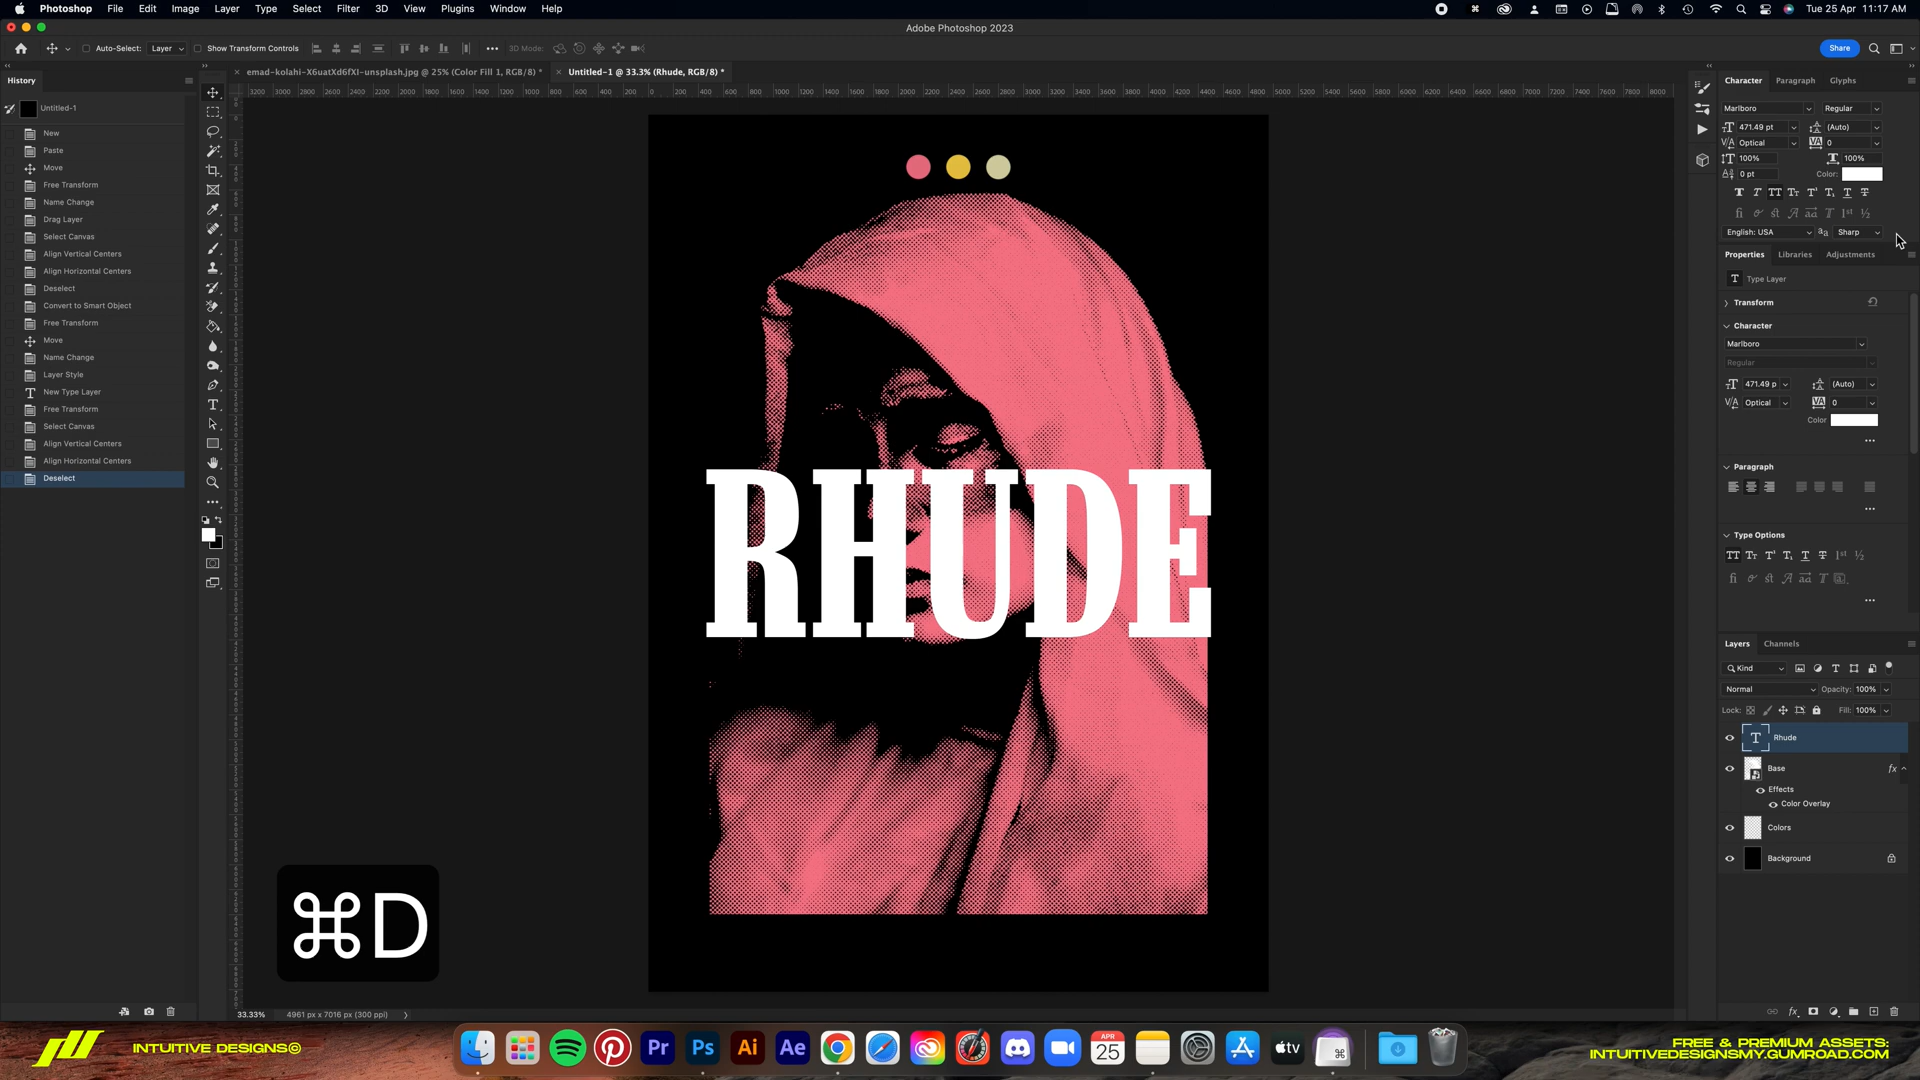 Photoshop File Edit Image Layer Type Select Filter 3D View Plugins Window Help Tue 25 Apr 11:17 AM
Adobe Photoshop 2023
Auto-Select: Layer Show Transform Controls 3D Mode: Share
History
emad-kolahi-X6uatXd6fXI-unsplash.jpg @ 25% (Color Fill 1, RGB/8) *
Untitled-1 @ 33.3% (Rhude, RGB/8) *
Untitled-1
New
Paste
Move
Free Transform
Name Change
Drag Layer
Select Canvas
Align Vertical Centers
Align Horizontal Centers
Deselect
Convert to Smart Object
Free Transform
Move
Name Change
Layer Style
New Type Layer
Free Transform
Select Canvas
Align Vertical Centers
Align Horizontal Centers
Deselect
RHUDE
⌘D
33.33% 4961 px x 7016 px (300 ppi)
Character Paragraph Glyphs
Marlboro Regular
471.49 pt (Auto)
Optical 0
100% 100%
0 pt Color:
English: USA Sharp
Properties Libraries Adjustments
Type Layer
Transform
Character
Marlboro
Regular
471.49 p (Auto)
Optical 0
Color
Paragraph
Type Options
Layers Channels
Kind
Normal Opacity: 100%
Lock: Fill: 100%
Rhude
Base fx
Effects
Color Overlay
Colors
Background
INTUITIVE DESIGNS©
Pr Ps Ai Ae APR 25 tv
FREE & PREMIUM ASSETS:
INTUITIVEDESIGNSMY.GUMROAD.COM